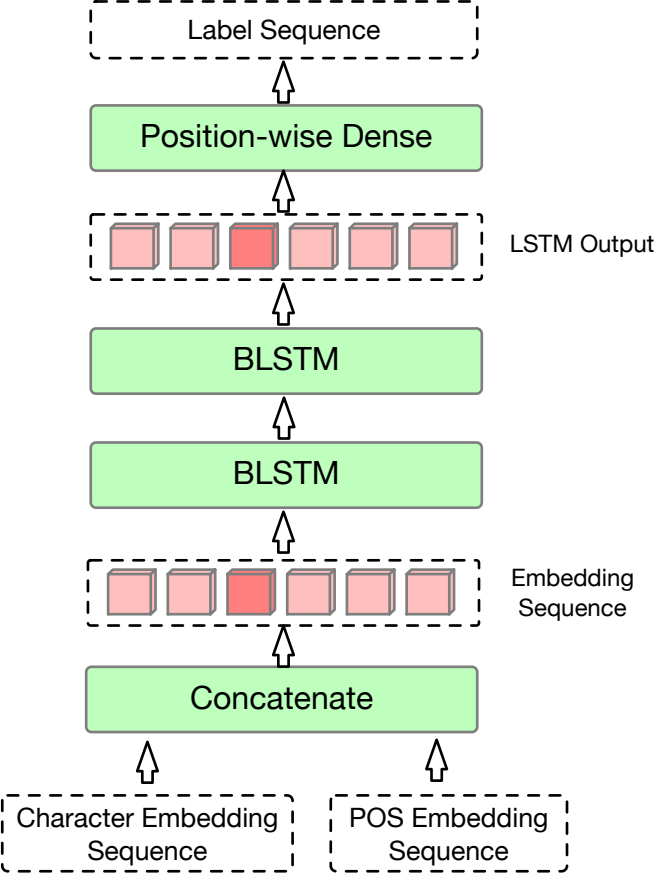 Label Sequence
Position-wise Dense
LSTM Output
BLSTM
BLSTM
Embedding
Sequence
Concatenate
Character Embedding
Sequence
POS Embedding
Sequence